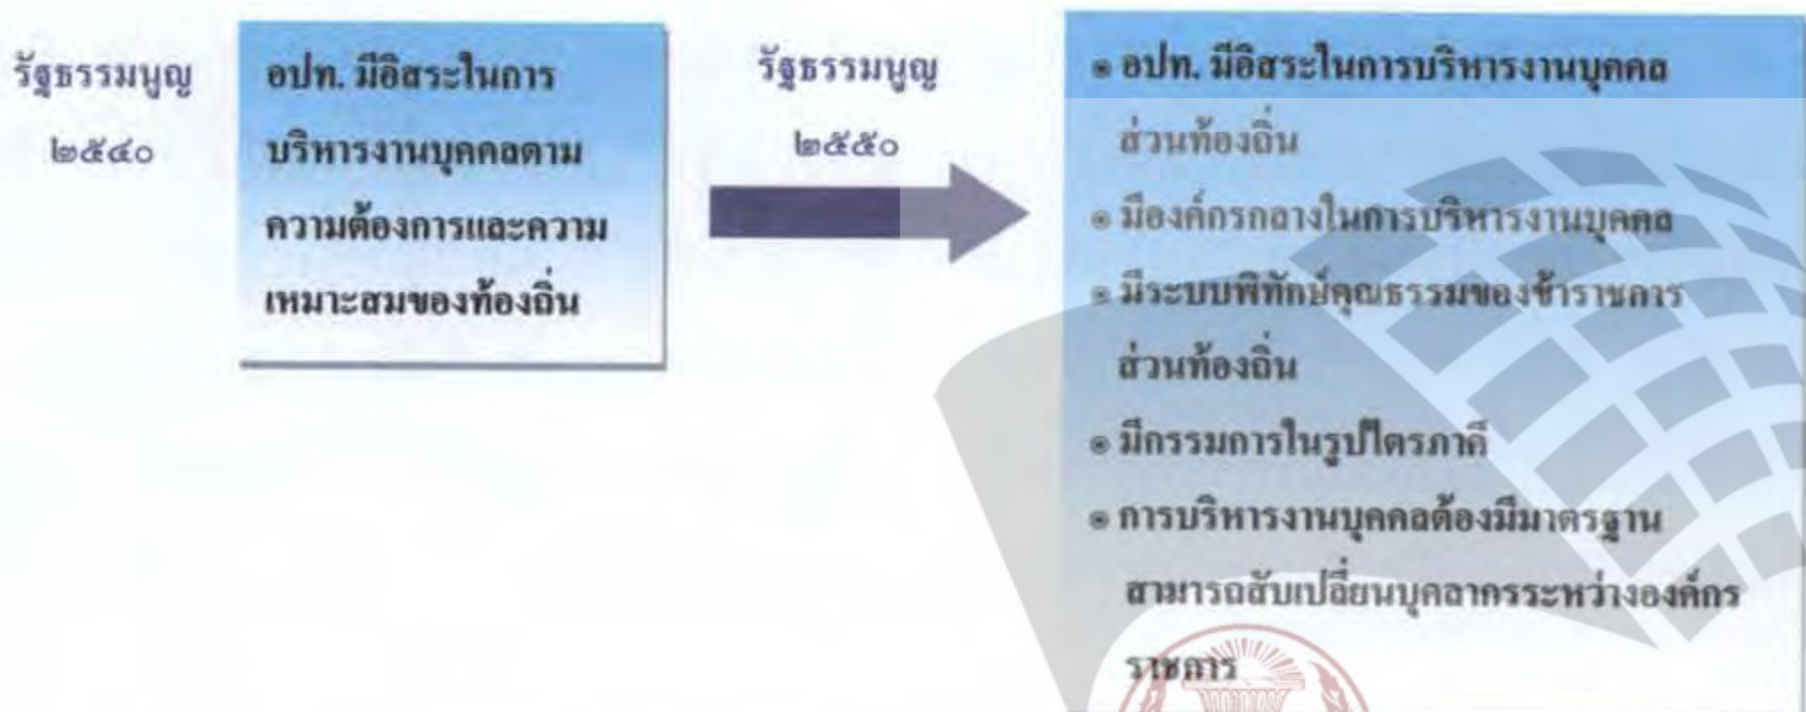 รัฐธรรมนูญ
๒๕๔๐
อปท. มีอิสระในการ
บริหารงานบุคคลตาม
ความต้องการและความ
เหมาะสมของท้องถิ่น
รัฐธรรมนูญ
๒๕๕๐
๑ อปท. มีอิสระในการบริหารงานบุคคล
ส่วนท้องถิ่น
๑ มีองค์กรกลางในการบริหารงานบุคคล
๑ มีระบบพิทักษ์คุณธรรมของข้าราชการ
ส่วนท้องถิ่น
๑ มีกรรมการในรูปไตรภาคี
๑ การบริหารงานบุคคลต้องมีมาตรฐาน
สามารถสับเปลี่ยนบุคลากรระหว่างองค์กร
ราชการ